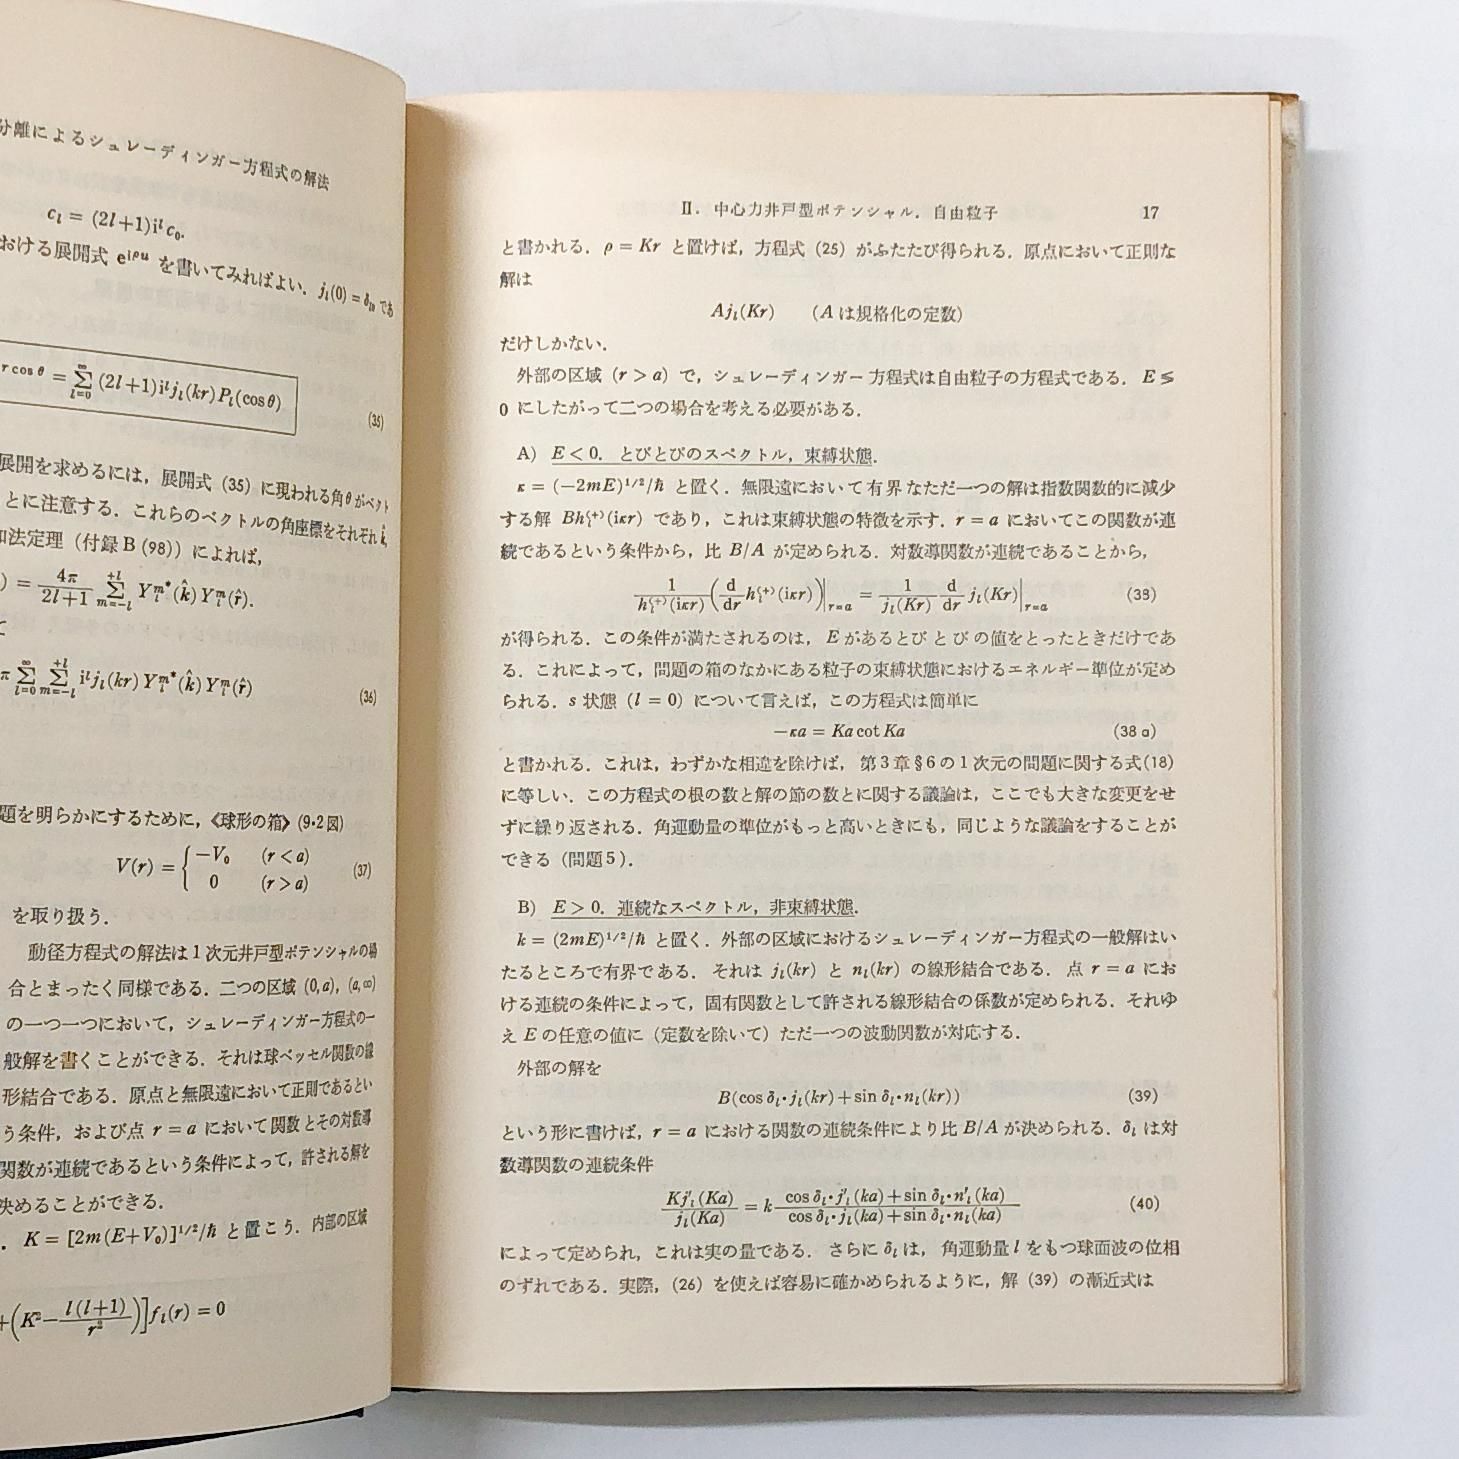 分離によるシュレーディンガー方程式の解法
c_l = (2l+1)i^l c_0.
おける展開式 e^{iρu} を書いてみればよい．j_l(0) = δ_{l0} であ
r cos θ = Σ_{l=0}^{∞} (2l+1)i^l j_l(kr) P_l(cos θ) (35)
展開を求めるには，展開式 (35) に現われる角 θ がベクト
とに注意する．これらのベクトルの角座標をそれぞれ k̂,
加法定理 (付録 B (98)) によれば，
) = 4π/(2l+1) Σ_{m=-l}^{+l} Y_l^{m*}(k̂) Y_l^m(r̂).
て
π Σ_{l=0}^{∞} Σ_{m=-l}^{+l} i^l j_l(kr) Y_l^{m*}(k̂) Y_l^m(r̂) (36)
題を明らかにするために，《球形の箱》(9・2図)
V(r) = { -V_0 (r < a)
0 (r > a) (37)
を取り扱う．
動径方程式の解法は1次元井戸型ポテンシャルの場
合とまったく同様である．二つの区域 (0, a), (a, ∞)
の一つ一つにおいて，シュレーディンガー方程式の一
般解を書くことができる．それは球ベッセル関数の線
形結合である．原点と無限遠において正則であるとい
う条件，および点 r = a において関数とその対数導
関数が連続であるという条件によって，許される解を
決めることができる．
. K = [2m(E+V_0)]^{1/2}/ħ と置こう．内部の区域
+(K² − l(l+1)/r²)] f_l(r) = 0
II. 中心力井戸型ポテンシャル．自由粒子 17
と書かれる．ρ = Kr と置けば，方程式 (25) がふたたび得られる．原点において正則な
解は
Aj_l(Kr) (A は規格化の定数)
だけしかない．
外部の区域 (r > a) で，シュレーディンガー方程式は自由粒子の方程式である．E ≶
0 にしたがって二つの場合を考える必要がある．
A) E < 0. とびとびのスペクトル，束縛状態.
κ = (−2mE)^{1/2}/ħ と置く．無限遠において有界なただ一つの解は指数関数的に減少
する解 Bh_l^{(+)}(iκr) であり，これは束縛状態の特徴を示す．r = a においてこの関数が連
続であるという条件から，比 B/A が定められる．対数導関数が連続であることから，
1/h_l^{(+)}(iκr) (d/dr h_l^{(+)}(iκr))|_{r=a} = 1/j_l(Kr) d/dr j_l(Kr)|_{r=a} (38)
が得られる．この条件が満たされるのは，E があるとびとびの値をとったときだけであ
る．これによって，問題の箱のなかにある粒子の束縛状態におけるエネルギー準位が定め
られる．s 状態 (l = 0) について言えば，この方程式は簡単に
−κa = Ka cot Ka (38 a)
と書かれる．これは，わずかな相違を除けば，第3章§6の1次元の問題に関する式(18)
に等しい．この方程式の根の数と解の節の数とに関する議論は，ここでも大きな変更をせ
ずに繰り返される．角運動量の準位がもっと高いときにも，同じような議論をすることが
できる (問題5)．
B) E > 0. 連続なスペクトル，非束縛状態.
k = (2mE)^{1/2}/ħ と置く．外部の区域におけるシュレーディンガー方程式の一般解はい
たるところで有界である．それは j_l(kr) と n_l(kr) の線形結合である．点 r = a にお
ける連続の条件によって，固有関数として許される線形結合の係数が定められる．それゆ
え E の任意の値に (定数を除いて) ただ一つの波動関数が対応する．
外部の解を
B(cos δ_l・j_l(kr) + sin δ_l・n_l(kr)) (39)
という形に書けば，r = a における関数の連続条件により比 B/A が決められる．δ_l は対
数導関数の連続条件
Kj′_l(Ka)/j_l(Ka) = k (cos δ_l・j′_l(ka) + sin δ_l・n′_l(ka))/(cos δ_l・j_l(ka) + sin δ_l・n_l(ka)) (40)
によって定められ，これは実の量である．さらに δ_l は，角運動量 l をもつ球面波の位相
のずれである．実際，(26) を使えば容易に確かめられるように，解 (39) の漸近式は